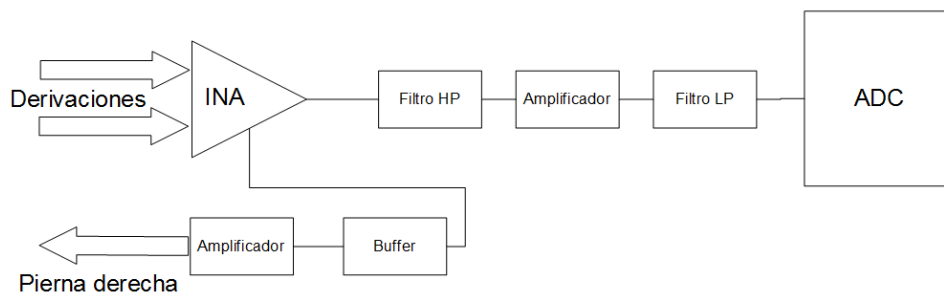 Derivaciones
INA
Filtro HP
Amplificador
Filtro LP
ADC
Amplificador
Buffer
Pierna derecha